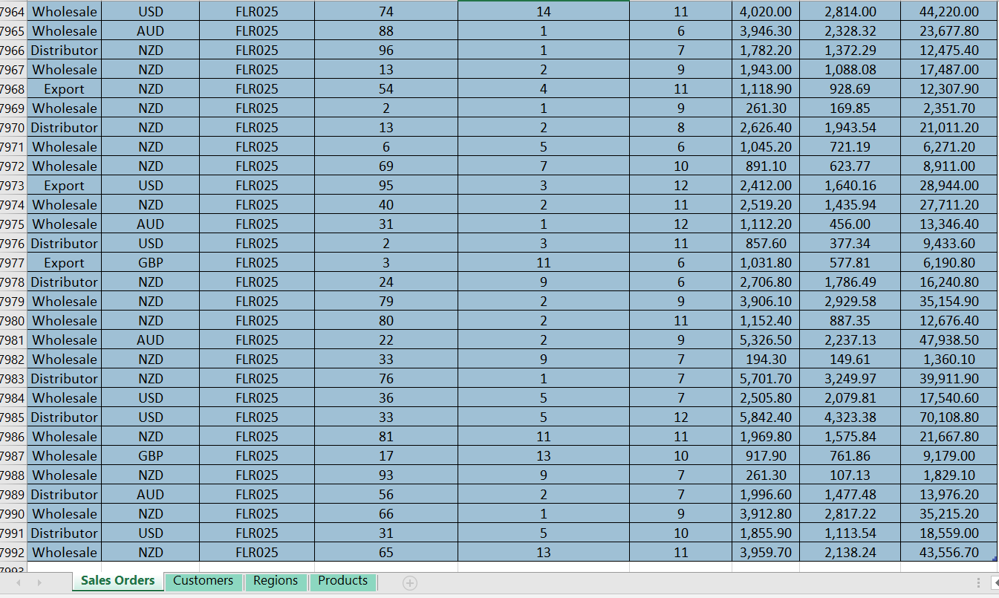 7964 Wholesale USD FLR025 74 14 11 4,020.00 2,814.00 44,220.00
7965 Wholesale AUD FLR025 88 1 6 3,946.30 2,328.32 23,677.80
7966 Distributor NZD FLR025 96 1 7 1,782.20 1,372.29 12,475.40
7967 Wholesale NZD FLR025 13 2 9 1,943.00 1,088.08 17,487.00
7968 Export NZD FLR025 54 4 11 1,118.90 928.69 12,307.90
7969 Wholesale NZD FLR025 2 1 9 261.30 169.85 2,351.70
7970 Distributor NZD FLR025 13 2 8 2,626.40 1,943.54 21,011.20
7971 Wholesale NZD FLR025 6 5 6 1,045.20 721.19 6,271.20
7972 Wholesale NZD FLR025 69 7 10 891.10 623.77 8,911.00
7973 Export USD FLR025 95 3 12 2,412.00 1,640.16 28,944.00
7974 Wholesale NZD FLR025 40 2 11 2,519.20 1,435.94 27,711.20
7975 Wholesale AUD FLR025 31 1 12 1,112.20 456.00 13,346.40
7976 Distributor USD FLR025 2 3 11 857.60 377.34 9,433.60
7977 Export GBP FLR025 3 11 6 1,031.80 577.81 6,190.80
7978 Distributor NZD FLR025 24 9 6 2,706.80 1,786.49 16,240.80
7979 Wholesale NZD FLR025 79 2 9 3,906.10 2,929.58 35,154.90
7980 Wholesale NZD FLR025 80 2 11 1,152.40 887.35 12,676.40
7981 Wholesale AUD FLR025 22 2 9 5,326.50 2,237.13 47,938.50
7982 Wholesale NZD FLR025 33 9 7 194.30 149.61 1,360.10
7983 Distributor NZD FLR025 76 1 7 5,701.70 3,249.97 39,911.90
7984 Wholesale USD FLR025 36 5 7 2,505.80 2,079.81 17,540.60
7985 Distributor USD FLR025 33 5 12 5,842.40 4,323.38 70,108.80
7986 Wholesale NZD FLR025 81 11 11 1,969.80 1,575.84 21,667.80
7987 Wholesale GBP FLR025 17 13 10 917.90 761.86 9,179.00
7988 Wholesale NZD FLR025 93 9 7 261.30 107.13 1,829.10
7989 Distributor AUD FLR025 56 2 7 1,996.60 1,477.48 13,976.20
7990 Wholesale NZD FLR025 66 1 9 3,912.80 2,817.22 35,215.20
7991 Distributor USD FLR025 31 5 10 1,855.90 1,113.54 18,559.00
7992 Wholesale NZD FLR025 65 13 11 3,959.70 2,138.24 43,556.70
7993
Sales Orders Customers Regions Products